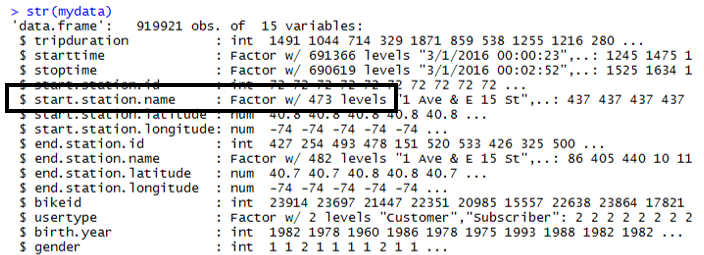 > str(mydata)
'data.frame': 919921 obs. of 15 variables:
$ tripduration : int 1491 1044 714 329 1871 859 538 1255 1216 280 ...
$ starttime : Factor w/ 691366 levels "3/1/2016 00:00:23",..: 1245 1475 1
$ stoptime : Factor w/ 690619 levels "3/1/2016 00:02:52",..: 1525 1634 1
$ start.station.id : int 72 72 72 72 72 72 72 72 72 72 ...
$ start.station.name : Factor w/ 473 levels "1 Ave & E 15 St",..: 437 437 437 437
$ start.station.latitude : num 40.8 40.8 40.8 40.8 40.8 ...
$ start.station.longitude: num -74 -74 -74 -74 -74 ...
$ end.station.id : int 427 254 493 478 151 520 533 426 325 500 ...
$ end.station.name : Factor w/ 482 levels "1 Ave & E 15 St",..: 86 405 440 10 11
$ end.station.latitude : num 40.7 40.7 40.8 40.8 40.7 ...
$ end.station.longitude : num -74 -74 -74 -74 -74 ...
$ bikeid : int 23914 23697 21447 22351 20985 15557 22638 23864 17821
$ usertype : Factor w/ 2 levels "Customer","Subscriber": 2 2 2 2 2 2 2 2
$ birth.year : int 1982 1978 1960 1986 1978 1975 1993 1988 1982 1982 ...
$ gender : int 1 1 2 1 1 1 1 2 1 1 ...